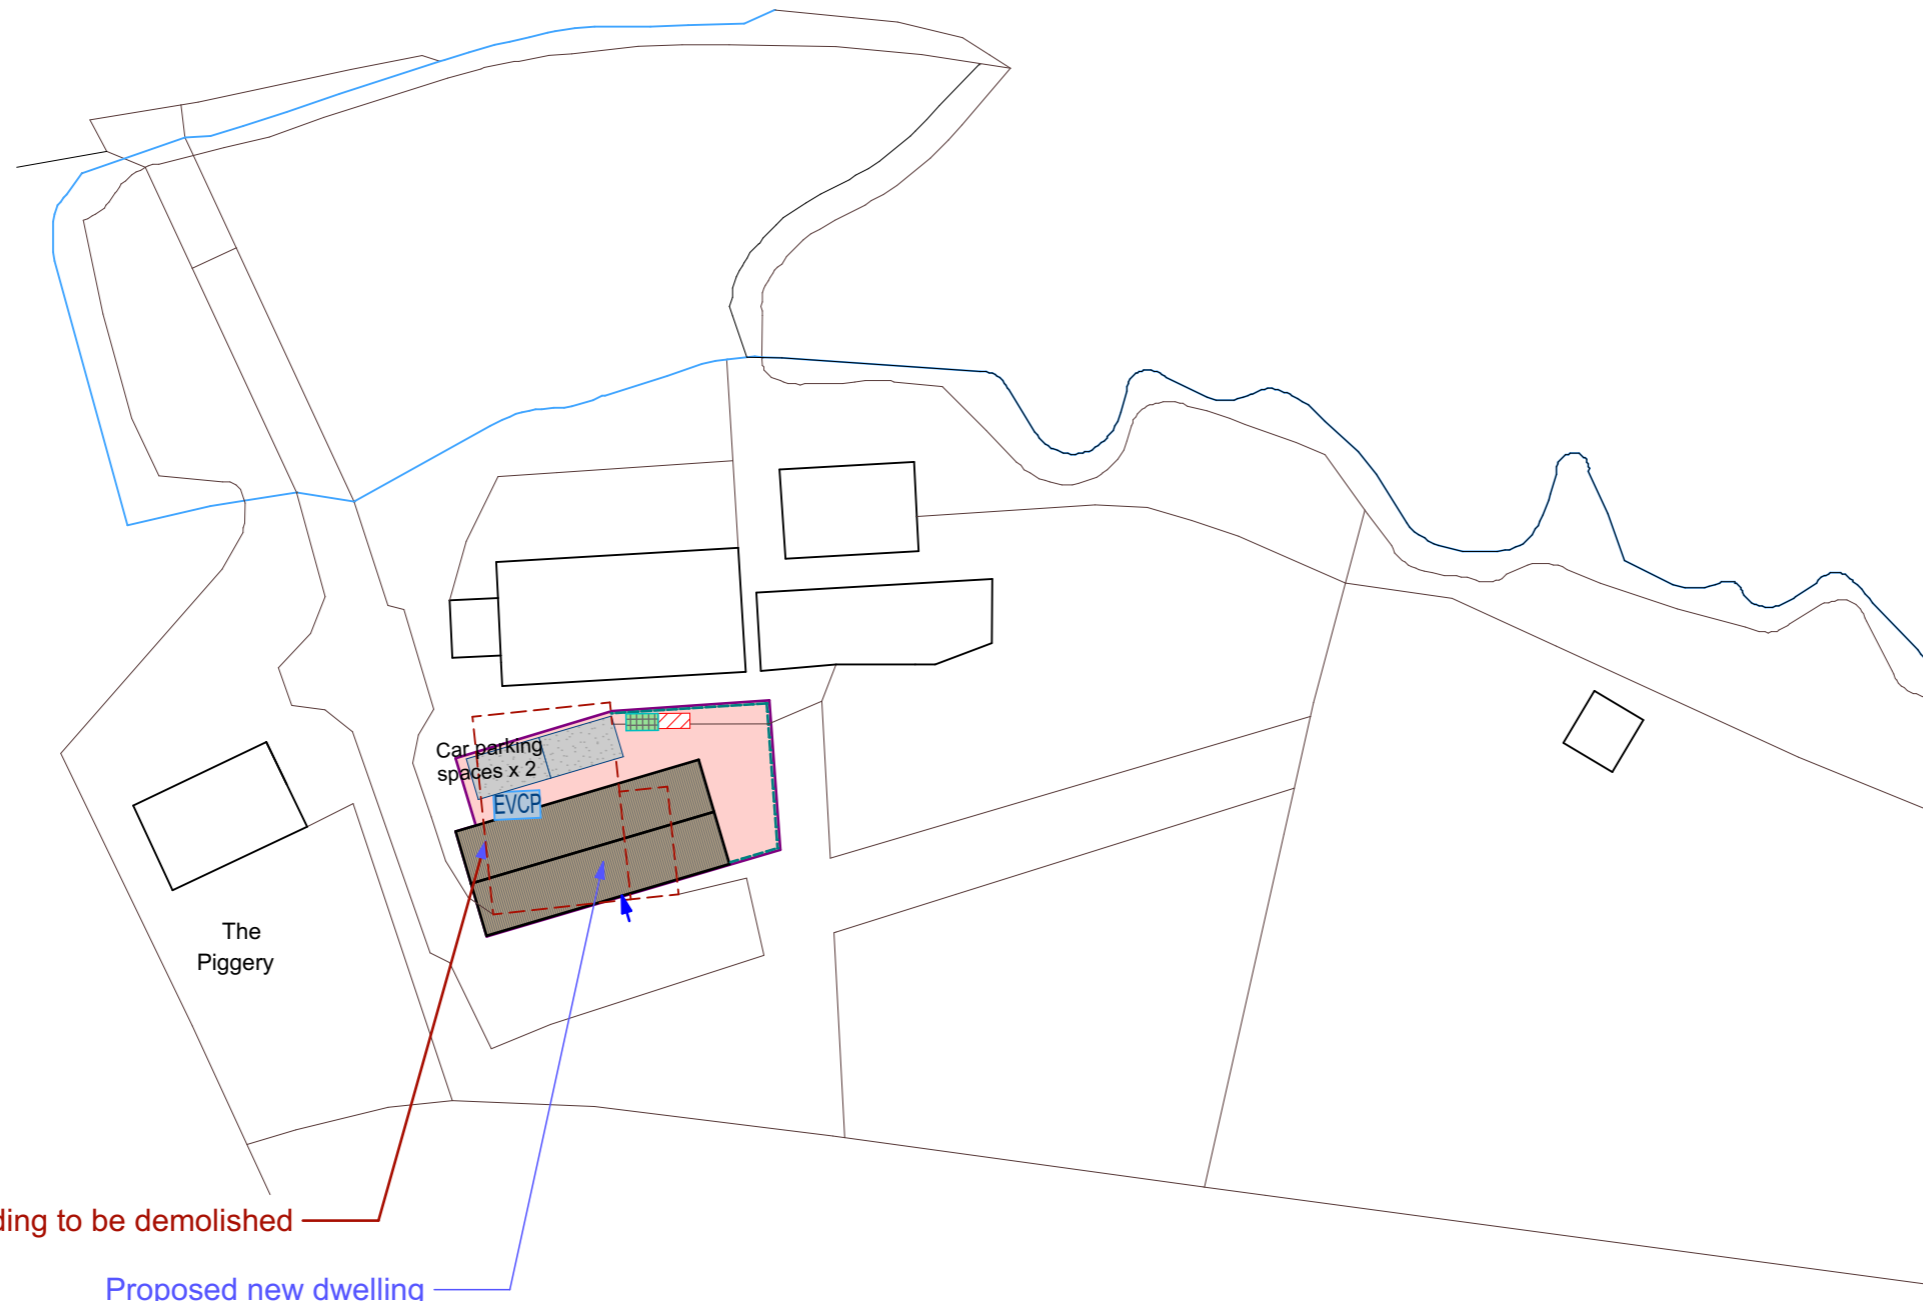 Car parking
spaces x 2
EVCP
The
Piggery
ding to be demolished
Proposed new dwelling